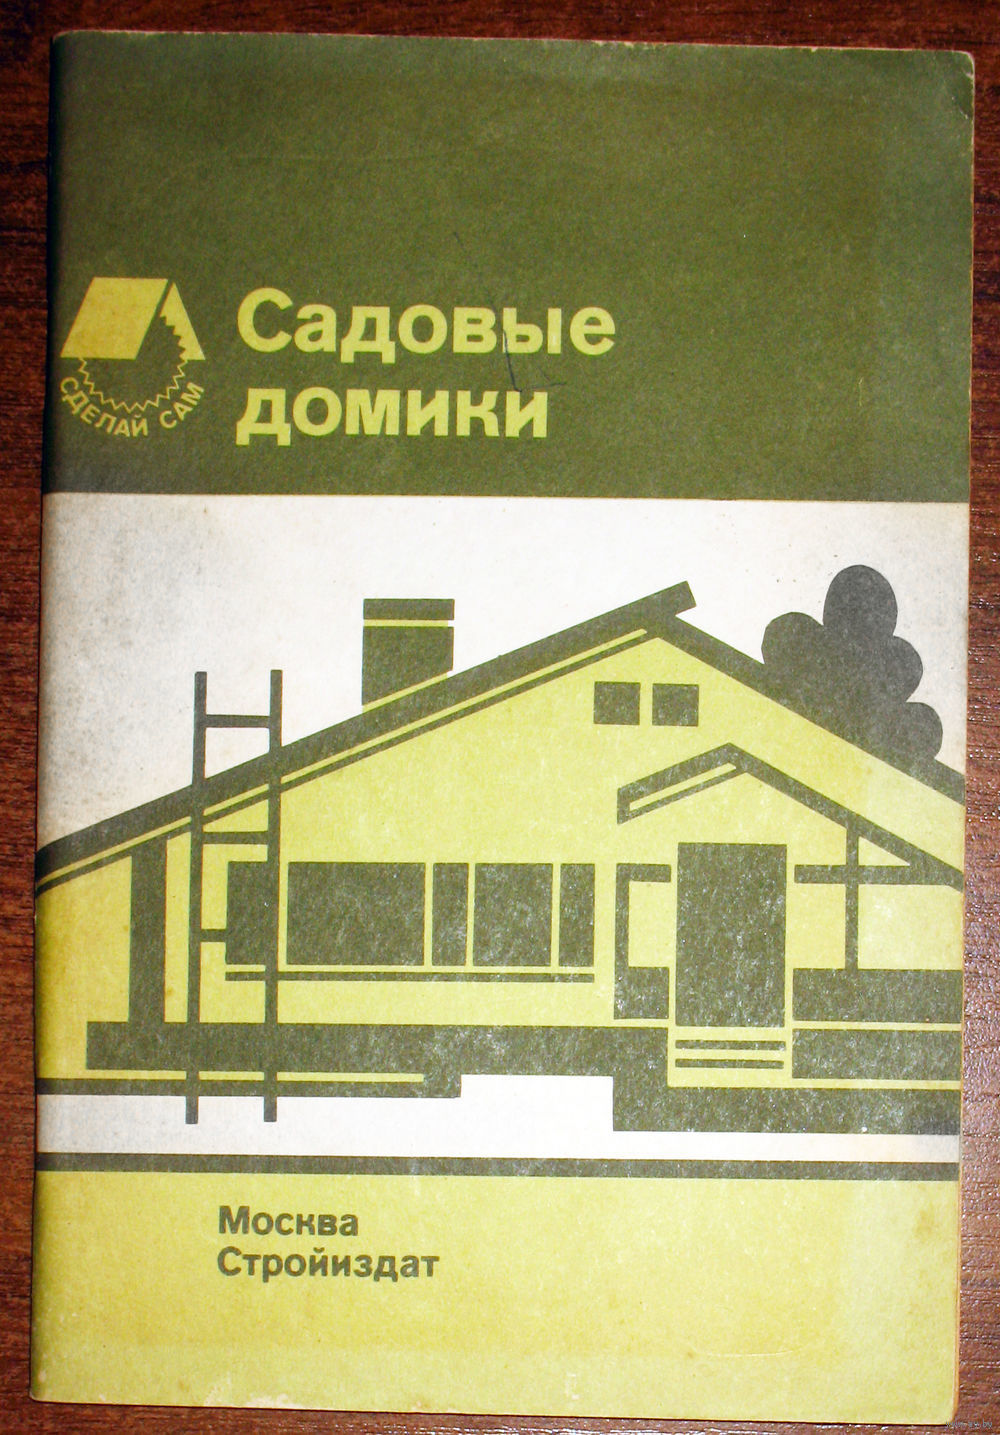 Садовые
домики
СДЕЛАЙ САМ
Москва
Стройиздат